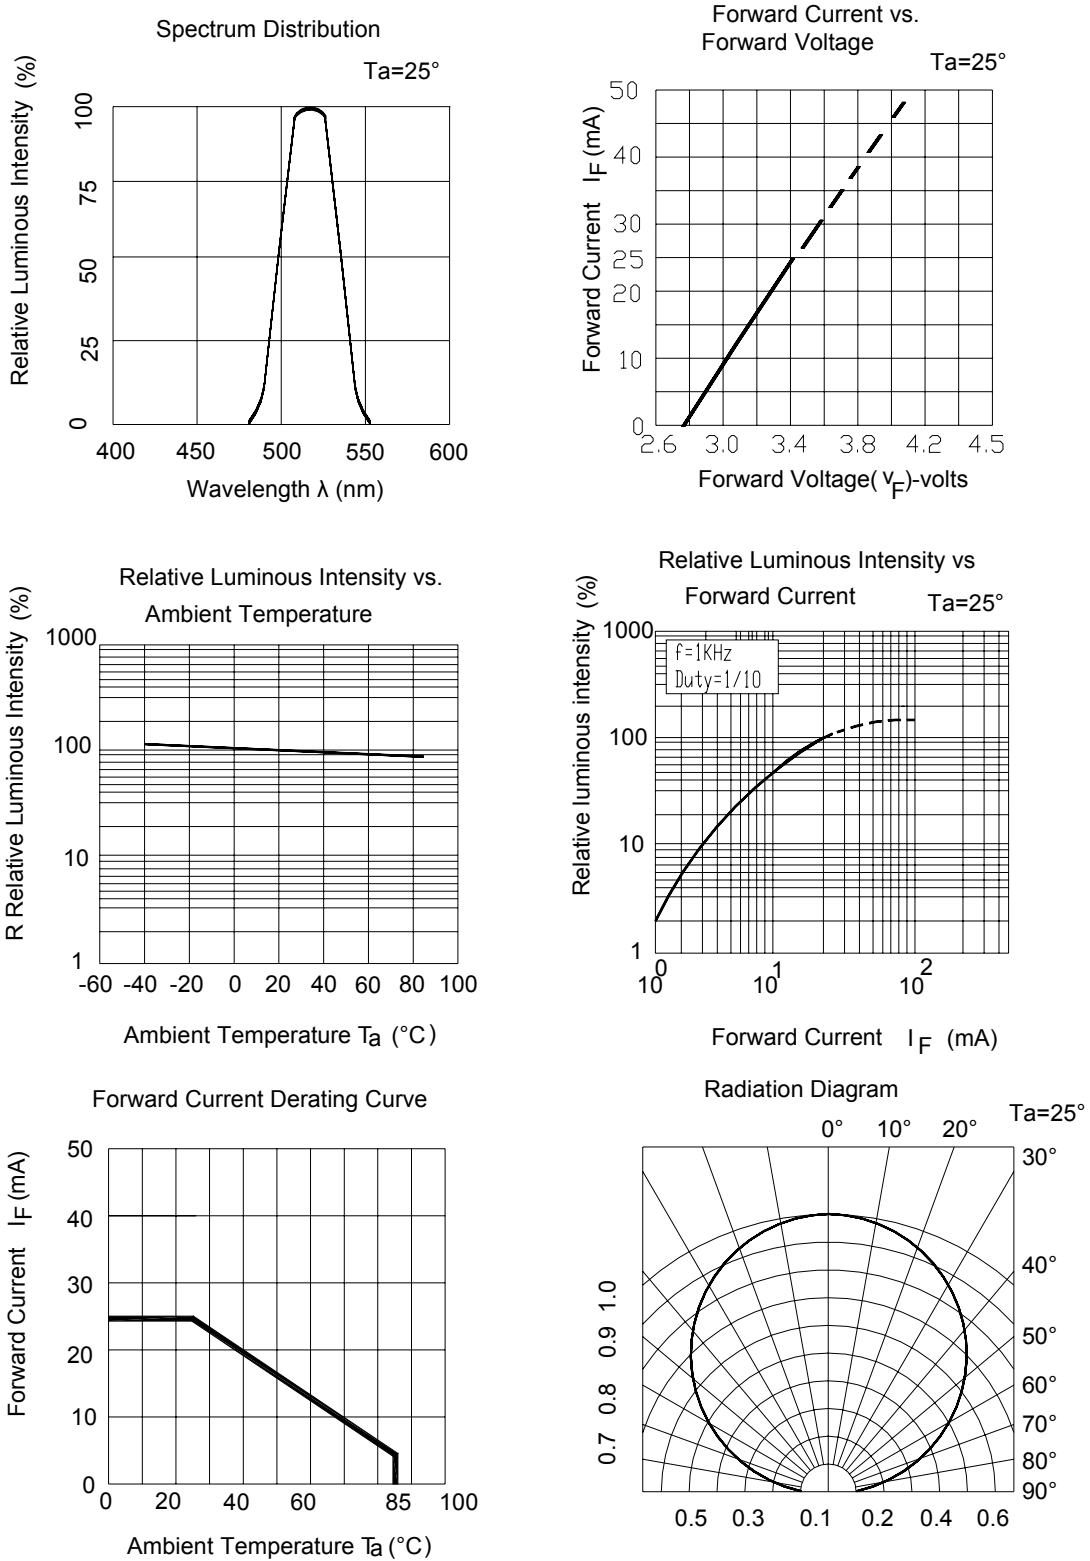 Spectrum Distribution
Ta=25°
Relative Luminous Intensity (%)
100
75
50
25
0
400 450 500 550 600
Wavelength λ (nm)
Forward Current vs.
Forward Voltage
Ta=25°
Forward Current IF (mA)
50
40
30
25
20
10
0
2.6 3.0 3.4 3.8 4.2 4.5
Forward Voltage( VF)-volts
Relative Luminous Intensity vs.
Ambient Temperature
R Relative Luminous Intensity (%)
1000
100
10
1
-60 -40 -20 0 20 40 60 80 100
Ambient Temperature Ta (°C)
Relative Luminous Intensity vs
Forward Current
Ta=25°
Relative luminous intensity (%)
f=1KHz
Duty=1/10
1000
100
10
1
10⁰ 10¹ 10²
Forward Current IF (mA)
Forward Current Derating Curve
Forward Current IF (mA)
50
40
30
20
10
0
0 20 40 60 85 100
Ambient Temperature Ta (°C)
Radiation Diagram
Ta=25°
0° 10° 20°
30°
40°
50°
60°
70°
80°
90°
1.0
0.9
0.8
0.7
0.5 0.3 0.1 0.2 0.4 0.6